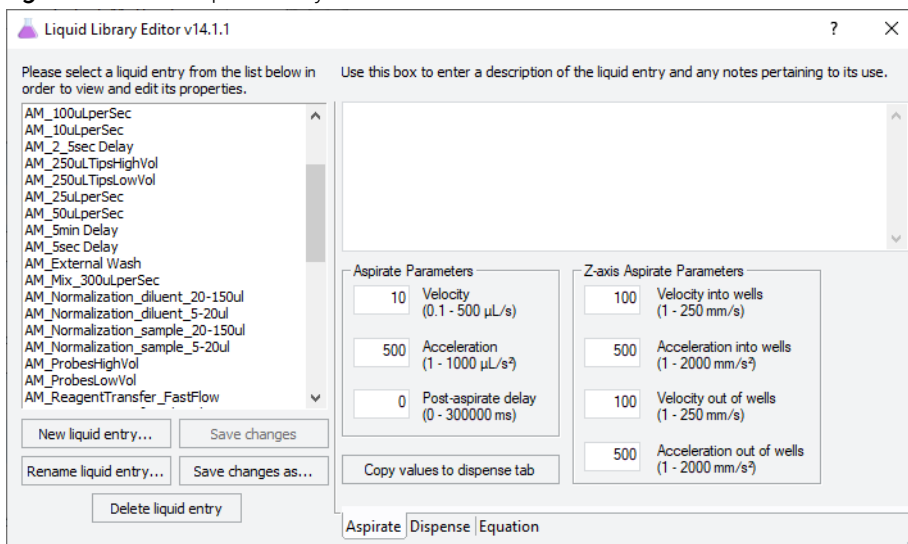 Liquid Library Editor v14.1.1
?
Please select a liquid entry from the list below in
order to view and edit its properties.
Use this box to enter a description of the liquid entry and any notes pertaining to its use.
AM_100uLperSec
AM_10uLperSec
AM_2_5sec Delay
AM_250uLTipsHighVol
AM_250uLTipsLowVol
AM_25uLperSec
AM_50uLperSec
AM_5min Delay
AM_5sec Delay
AM_External Wash
AM_Mix_300uLperSec
AM_Normalization_diluent_20-150ul
AM_Normalization_diluent_5-20ul
AM_Normalization_sample_20-150ul
AM_Normalization_sample_5-20ul
AM_ProbesHighVol
AM_ProbesLowVol
AM_ReagentTransfer_FastFlow
New liquid entry...
Save changes
Rename liquid entry...
Save changes as...
Delete liquid entry
Aspirate Parameters
10 Velocity
(0.1 - 500 µL/s)
500 Acceleration
(1 - 1000 µL/s²)
0 Post-aspirate delay
(0 - 300000 ms)
Copy values to dispense tab
Z-axis Aspirate Parameters
100 Velocity into wells
(1 - 250 mm/s)
500 Acceleration into wells
(1 - 2000 mm/s²)
100 Velocity out of wells
(1 - 250 mm/s)
500 Acceleration out of wells
(1 - 2000 mm/s²)
Aspirate Dispense Equation